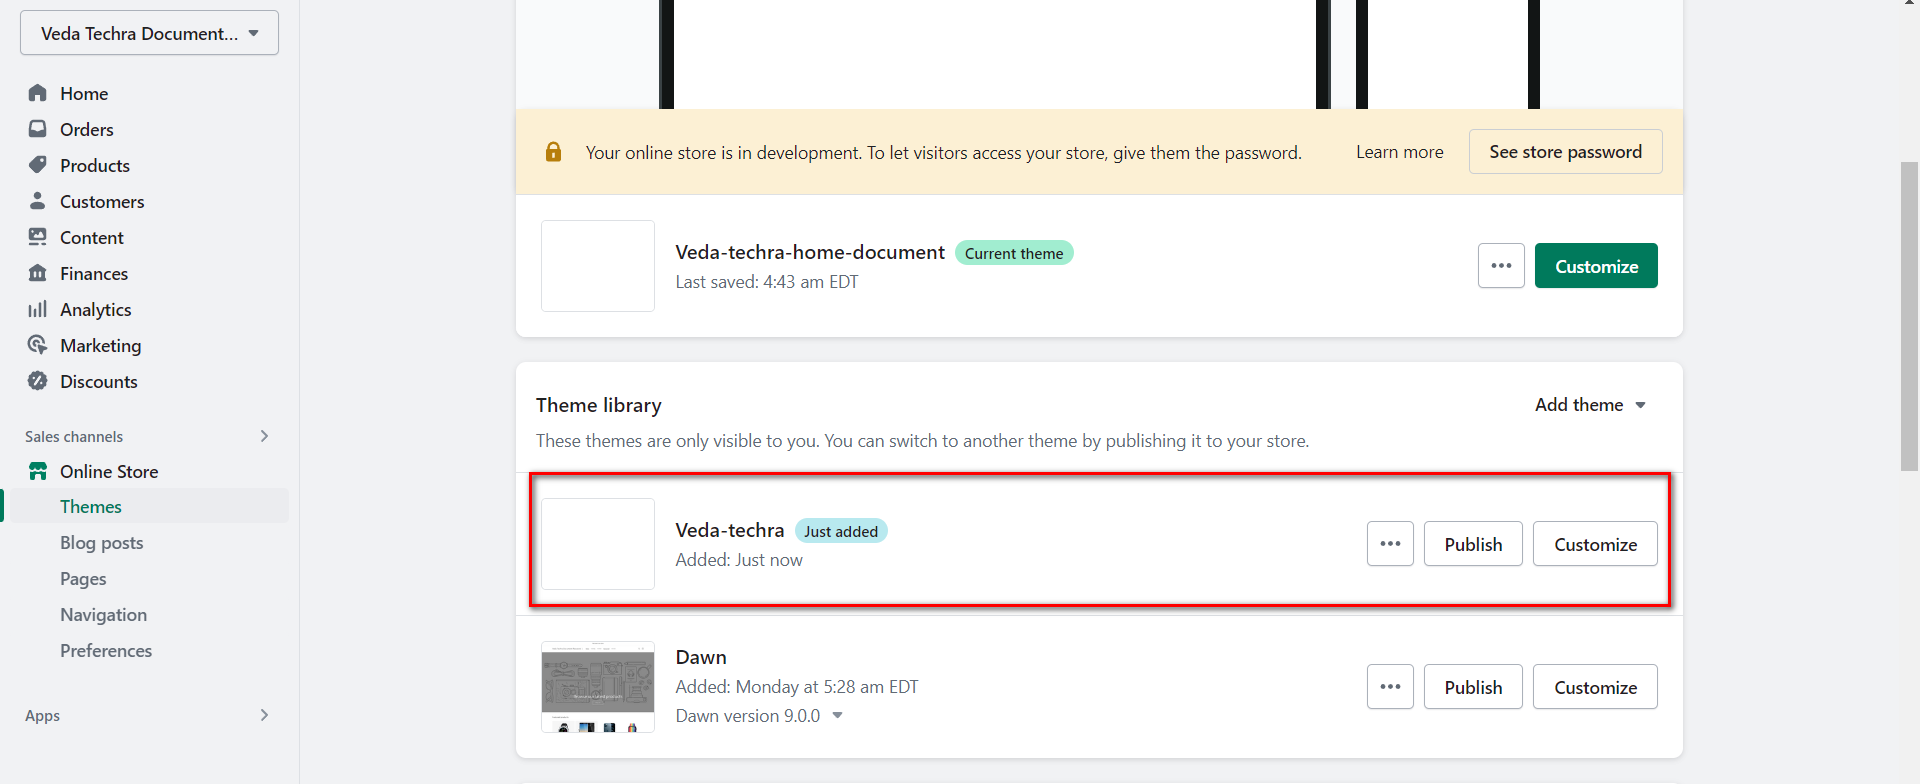 Veda Techra Document...
Home
Orders
Products
Customers
Content
Finances
Analytics
Marketing
Discounts
Sales channels
Online Store
Themes
Blog posts
Pages
Navigation
Preferences
Apps
Your online store is in development. To let visitors access your store, give them the password. Learn more See store password
Veda-techra-home-document Current theme
Last saved: 4:43 am EDT
••• Customize
Theme library Add theme
These themes are only visible to you. You can switch to another theme by publishing it to your store.
Veda-techra Just added
Added: Just now
••• Publish Customize
Dawn
Added: Monday at 5:28 am EDT
Dawn version 9.0.0
••• Publish Customize